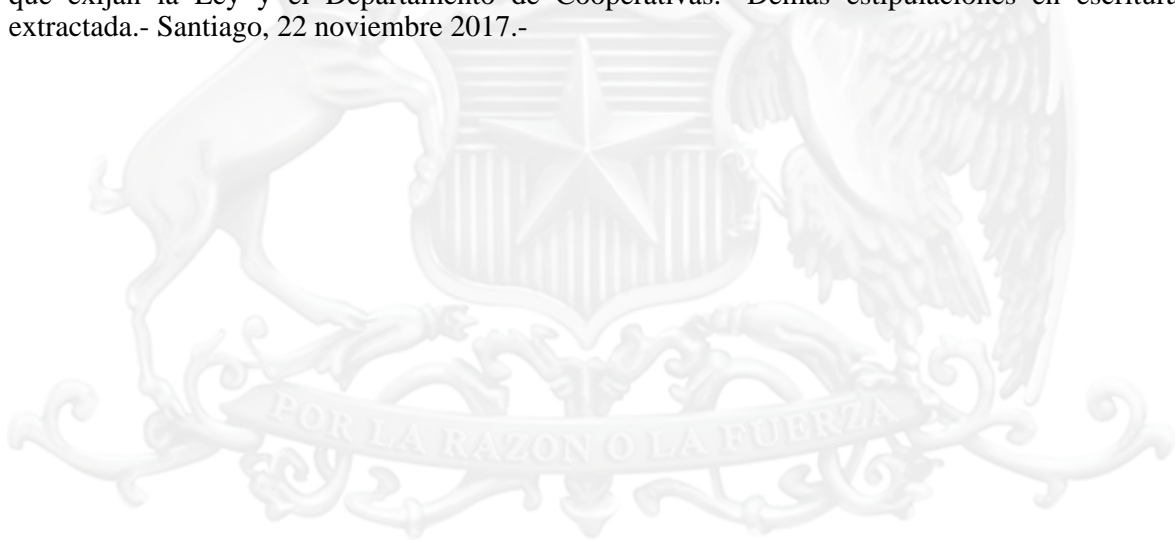 que exijan la Ley y el Departamento de Cooperativas.- Demás estipulaciones en escritura
extractada.- Santiago, 22 noviembre 2017.-
POR LA RAZON O LA FUERZA